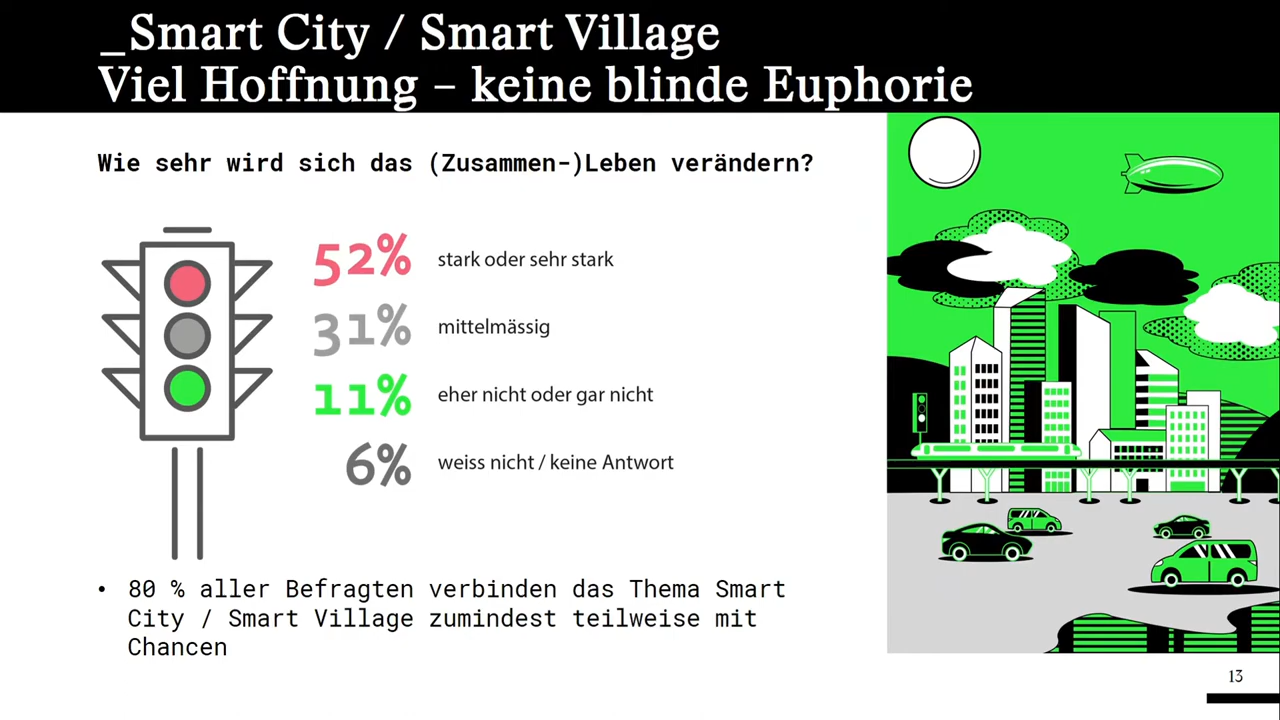 _Smart City / Smart Village
Viel Hoffnung – keine blinde Euphorie
Wie sehr wird sich das (Zusammen-)Leben verändern?
52% stark oder sehr stark
31% mittelmässig
11% eher nicht oder gar nicht
6% weiss nicht / keine Antwort
• 80 % aller Befragten verbinden das Thema Smart
City / Smart Village zumindest teilweise mit
Chancen
13